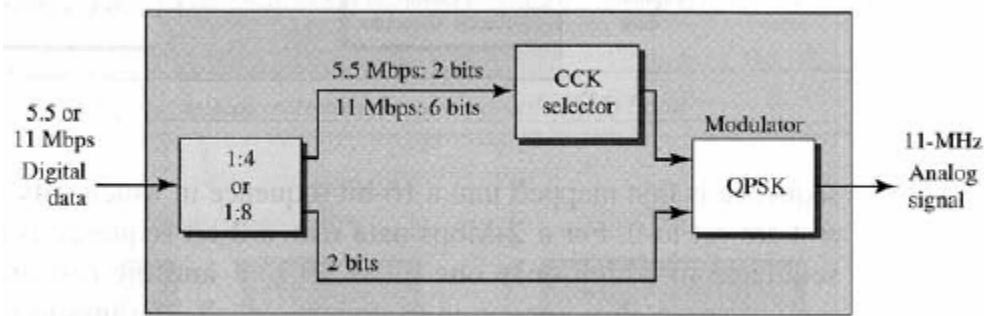 5.5 or
11 Mbps
Digital
data
1:4
or
1:8
5.5 Mbps: 2 bits
11 Mbps: 6 bits
2 bits
CCK
selector
Modulator
QPSK
11-MHz
Analog
signal